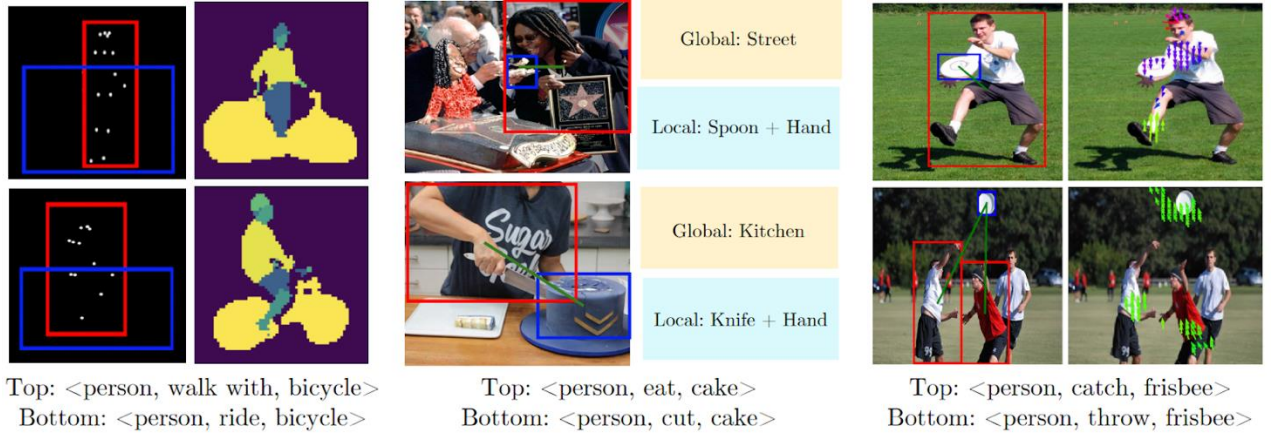 Global: Street
Local: Spoon + Hand
Global: Kitchen
Local: Knife + Hand
Sugar
Top: <person, walk with, bicycle>
Bottom: <person, ride, bicycle>
Top: <person, eat, cake>
Bottom: <person, cut, cake>
Top: <person, catch, frisbee>
Bottom: <person, throw, frisbee>